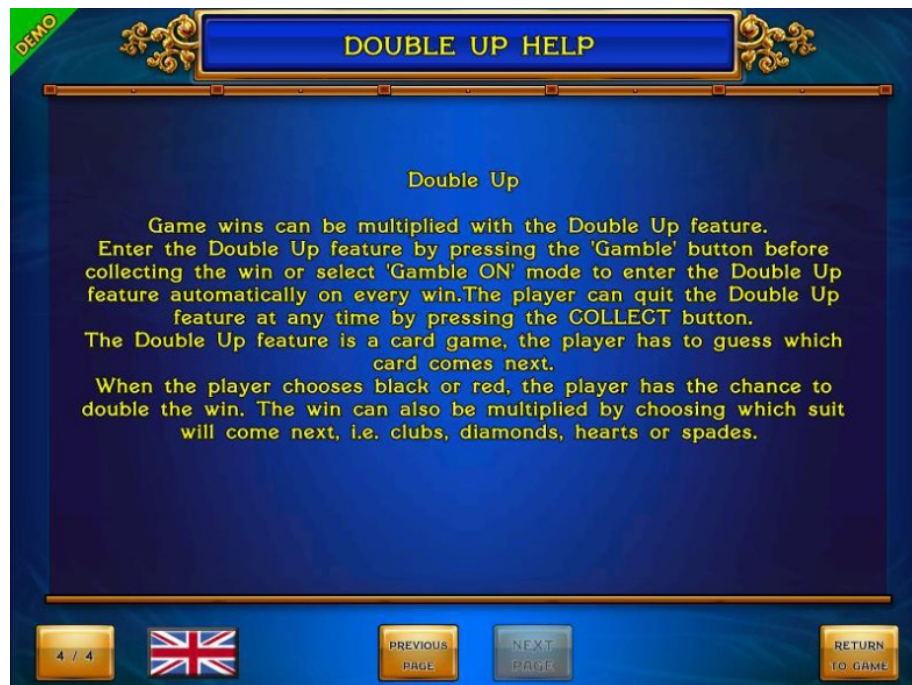 DEMO
DOUBLE UP HELP
Double Up
Game wins can be multiplied with the Double Up feature.
Enter the Double Up feature by pressing the 'Gamble' button before
collecting the win or select 'Gamble ON' mode to enter the Double Up
feature automatically on every win.The player can quit the Double Up
feature at any time by pressing the COLLECT button.
The Double Up feature is a card game, the player has to guess which
card comes next.
When the player chooses black or red, the player has the chance to
double the win. The win can also be multiplied by choosing which suit
will come next, i.e. clubs, diamonds, hearts or spades.
4 / 4
PREVIOUS
PAGE
NEXT
PAGE
RETURN
TO GAME